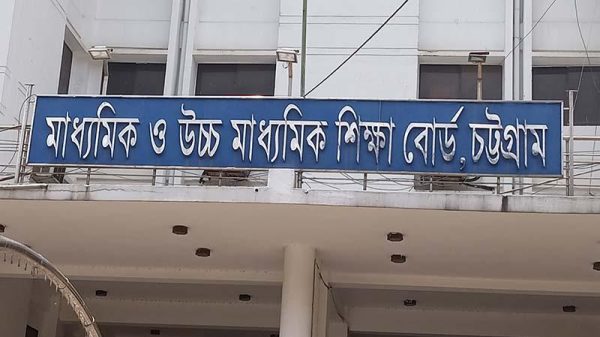 মাধ্যমিক ও উচ্চ মাধ্যমিক শিক্ষা বোর্ড, চট্টগ্রাম